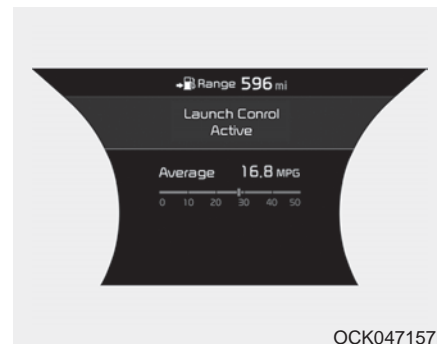 Range 596 mi
Launch Conrol
Active
Average 16.8 MPG
0 10 20 30 40 50
OCK047157